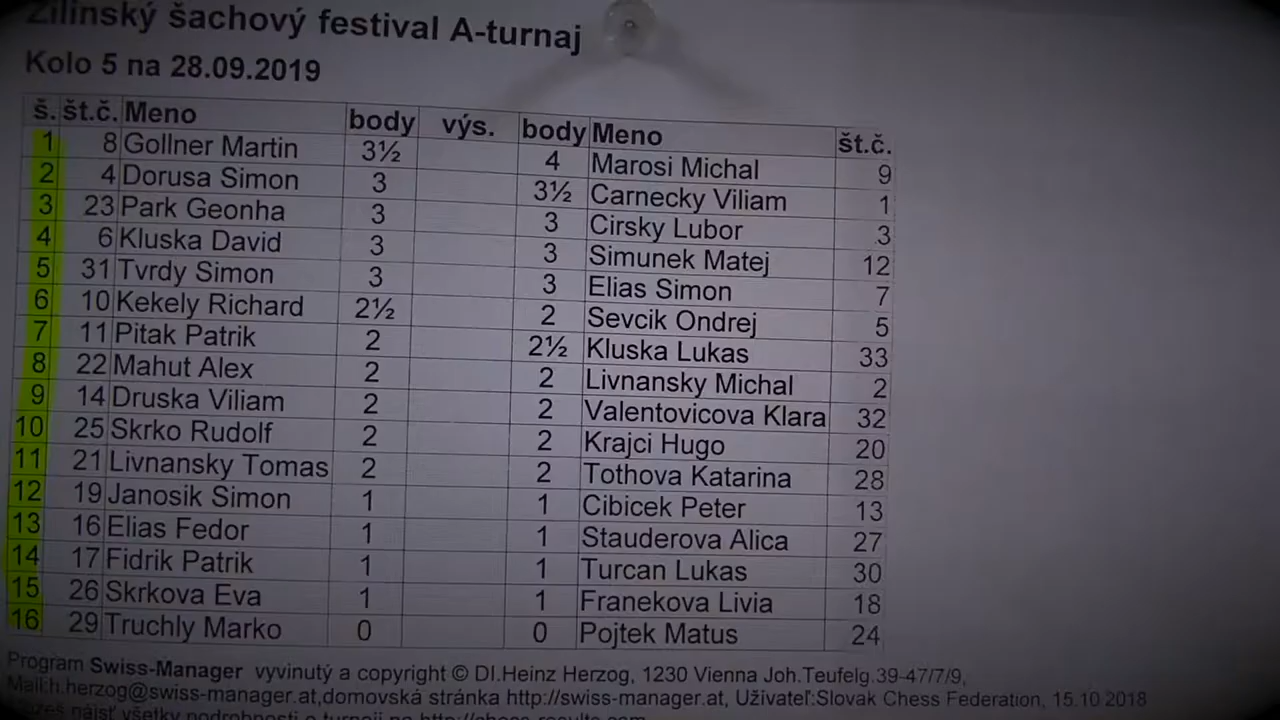 Žilinský šachový festival A-turnaj
Kolo 5 na 28.09.2019
š. št.č. Meno body výs. body Meno št.č.
1 8 Gollner Martin 3½ 4 Marosi Michal 9
2 4 Dorusa Simon 3 3½ Carnecky Viliam 1
3 23 Park Geonha 3 3 Cirsky Lubor 3
4 6 Kluska David 3 3 Simunek Matej 12
5 31 Tvrdy Simon 3 3 Elias Simon 7
6 10 Kekely Richard 2½ 2 Sevcik Ondrej 5
7 11 Pitak Patrik 2 2½ Kluska Lukas 33
8 22 Mahut Alex 2 2 Livnansky Michal 2
9 14 Druska Viliam 2 2 Valentovicova Klara 32
10 25 Skrko Rudolf 2 2 Krajci Hugo 20
11 21 Livnansky Tomas 2 2 Tothova Katarina 28
12 19 Janosik Simon 1 1 Cibicek Peter 13
13 16 Elias Fedor 1 1 Stauderova Alica 27
14 17 Fidrik Patrik 1 1 Turcan Lukas 30
15 26 Skrkova Eva 1 1 Franekova Livia 18
16 29 Truchly Marko 0 0 Pojtek Matus 24
Program Swiss-Manager vyvinutý a copyright © DI.Heinz Herzog, 1230 Vienna Joh.Teufelg.39-47/7/9,
Mail:h.herzog@swiss-manager.at,domovská stránka http://swiss-manager.at, Uživateľ:Slovak Chess Federation, 15.10.2018
nájsť všetky podrobnosti o turnaji na http://chess-results.com